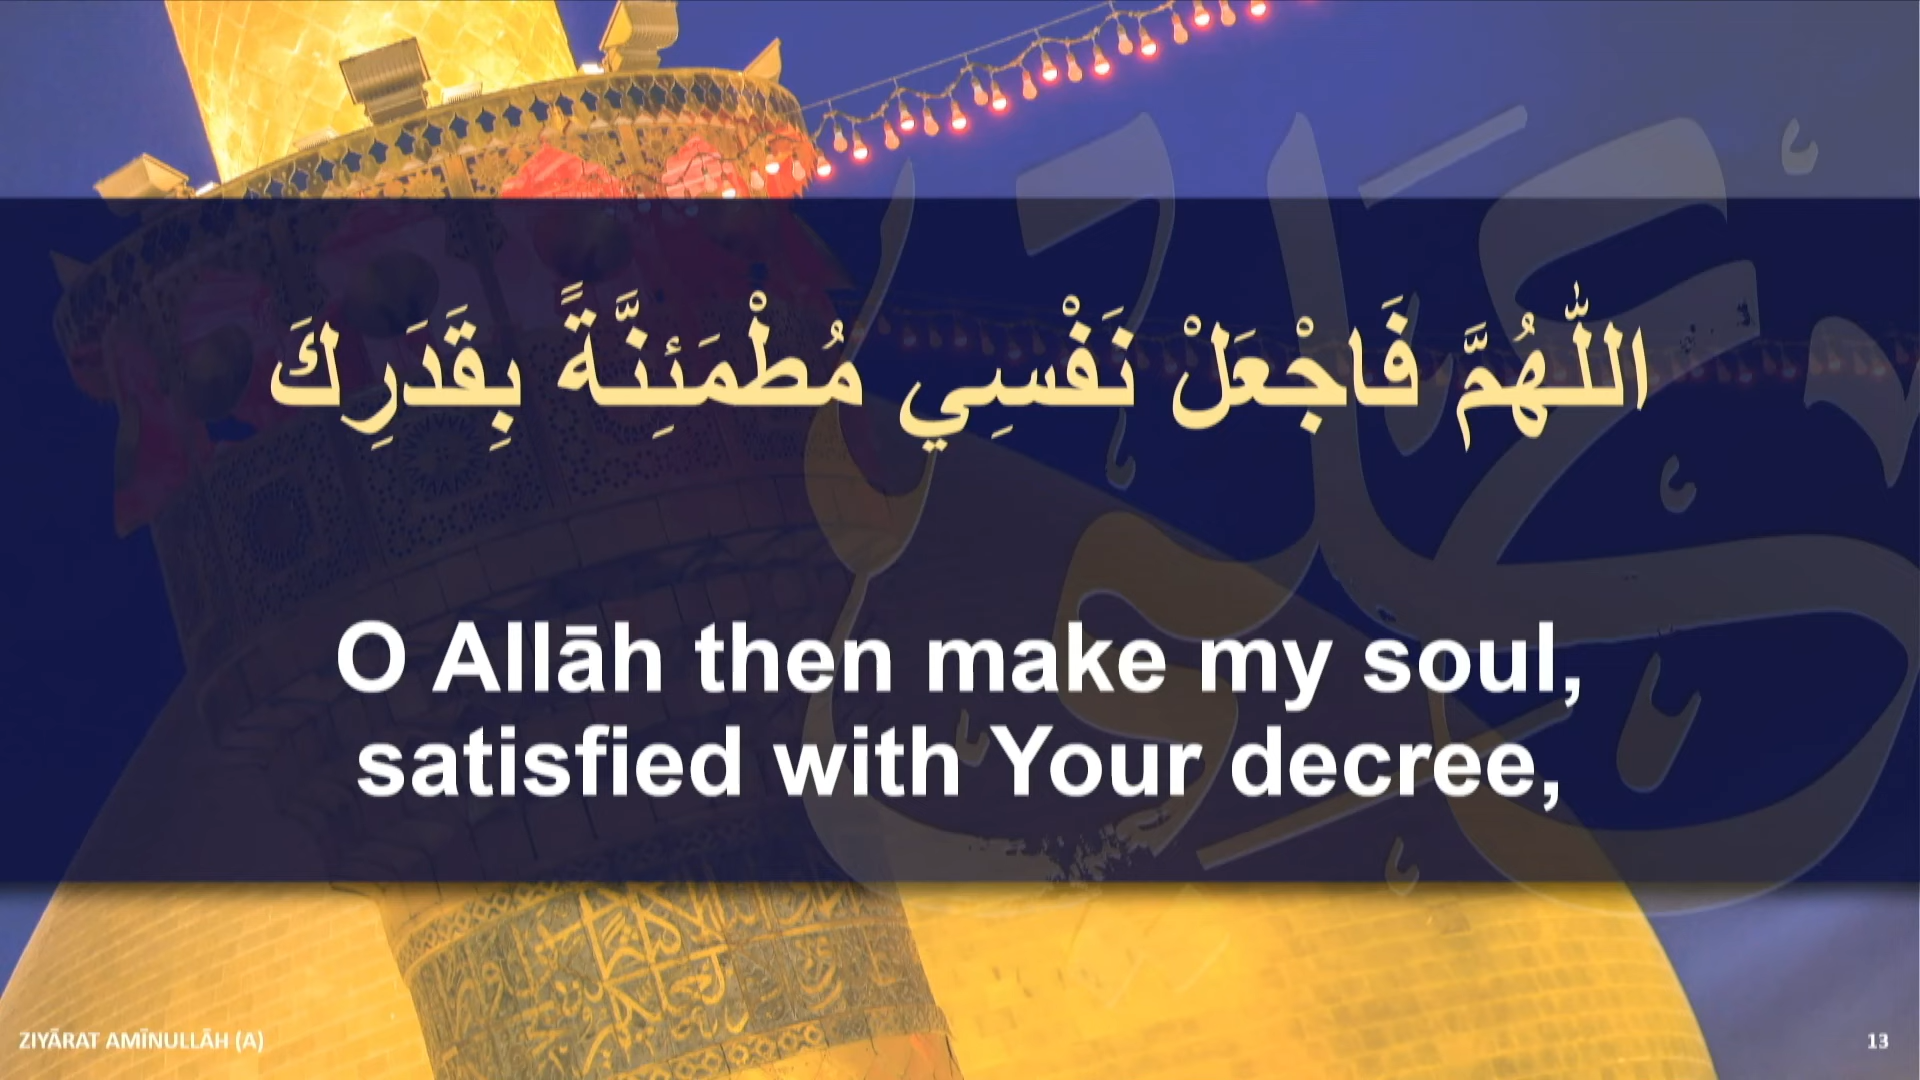 اللّٰهُمَّ فَاجْعَلْ نَفْسِي مُطْمَئِنَّةً بِقَدَرِكَ
O Allāh then make my soul,
satisfied with Your decree,
ZIYĀRAT AMĪNULLĀH (A)
13